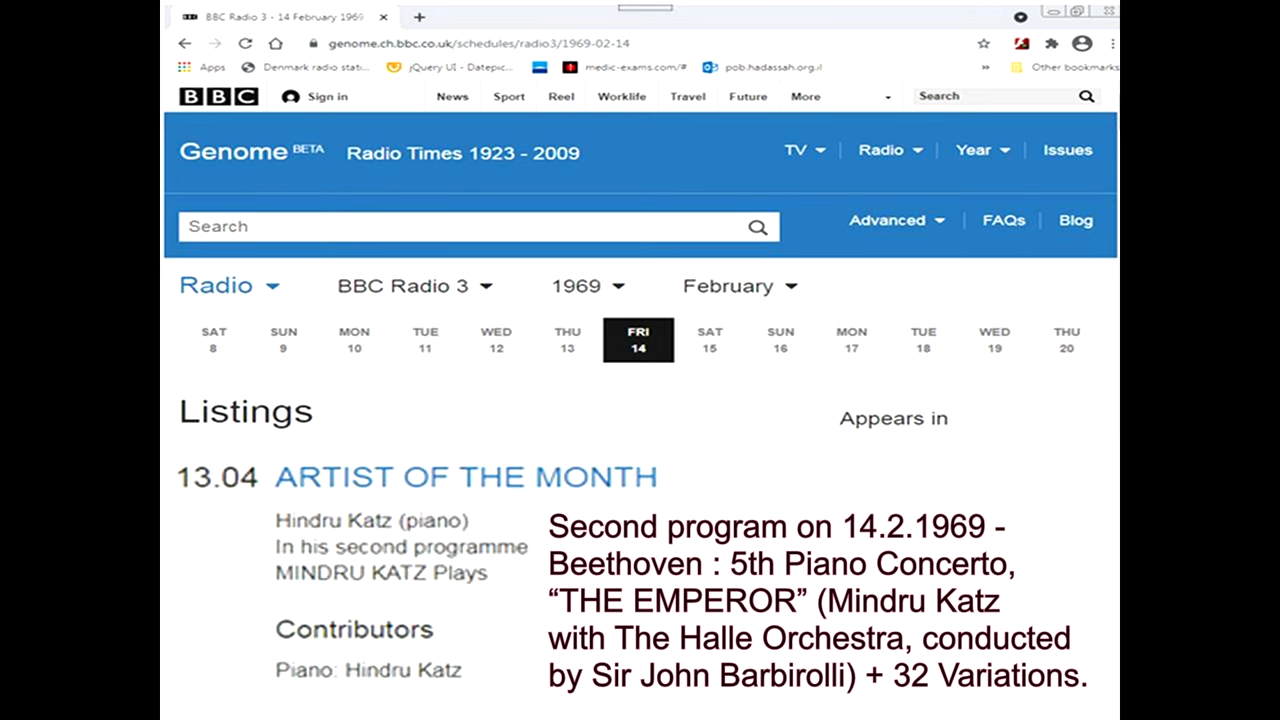 BBC Radio 3 - 14 February 1969
genome.ch.bbc.co.uk/schedules/radio3/1969-02-14
Apps Denmark radio stati... jQuery UI - Datepic... medic-exams.com/# pob.hadassah.org.il » Other bookmarks
BBC Sign in News Sport Reel Worklife Travel Future More Search
Genome BETA Radio Times 1923 - 2009 TV Radio Year Issues
Search Advanced FAQs Blog
Radio BBC Radio 3 1969 February
SAT SUN MON TUE WED THU FRI SAT SUN MON TUE WED THU
8 9 10 11 12 13 14 15 16 17 18 19 20
Listings Appears in
13.04 ARTIST OF THE MONTH
Hindru Katz (piano)
In his second programme
MINDRU KATZ Plays
Contributors
Piano: Hindru Katz
Second program on 14.2.1969 -
Beethoven : 5th Piano Concerto,
“THE EMPEROR” (Mindru Katz
with The Halle Orchestra, conducted
by Sir John Barbirolli) + 32 Variations.